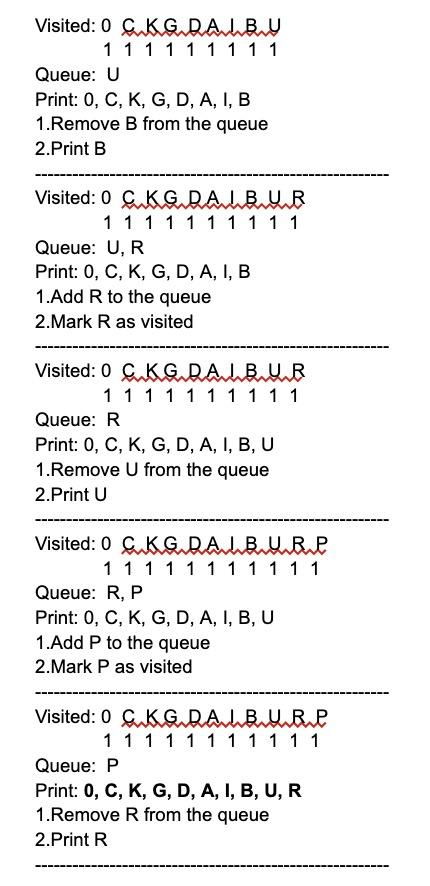 Visited: 0 C K G D A I B U
1 1 1 1 1 1 1 1 1
Queue: U
Print: 0, C, K, G, D, A, I, B
1.Remove B from the queue
2.Print B
--------------------------------------------------------------
Visited: 0 C K G D A I B U R
1 1 1 1 1 1 1 1 1 1
Queue: U, R
Print: 0, C, K, G, D, A, I, B
1.Add R to the queue
2.Mark R as visited
--------------------------------------------------------------
Visited: 0 C K G D A I B U R
1 1 1 1 1 1 1 1 1 1
Queue: R
Print: 0, C, K, G, D, A, I, B, U
1.Remove U from the queue
2.Print U
--------------------------------------------------------------
Visited: 0 C K G D A I B U R P
1 1 1 1 1 1 1 1 1 1 1
Queue: R, P
Print: 0, C, K, G, D, A, I, B, U
1.Add P to the queue
2.Mark P as visited
--------------------------------------------------------------
Visited: 0 C K G D A I B U R P
1 1 1 1 1 1 1 1 1 1 1
Queue: P
Print: 0, C, K, G, D, A, I, B, U, R
1.Remove R from the queue
2.Print R
--------------------------------------------------------------